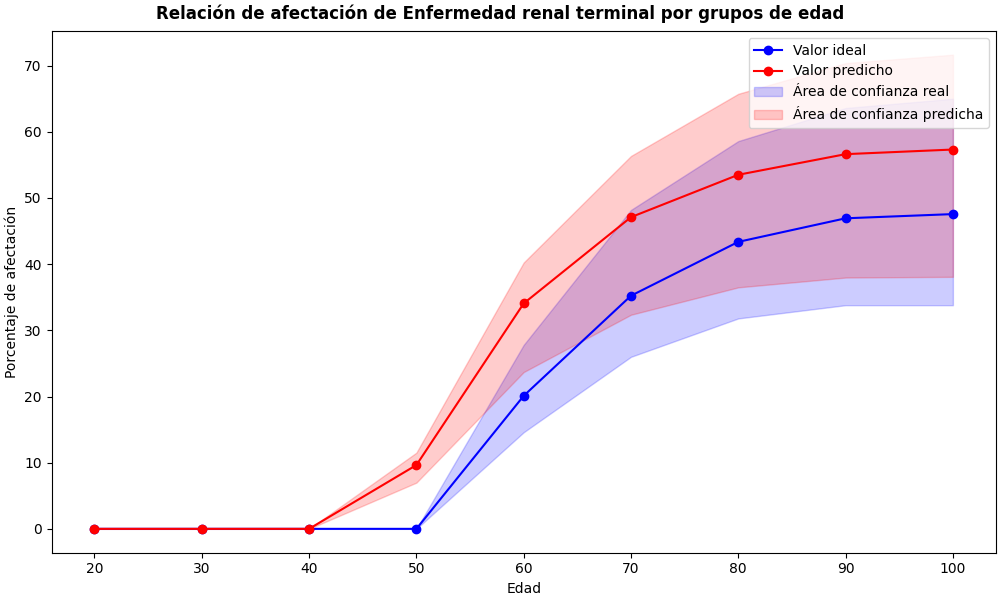 Relación de afectación de Enfermedad renal terminal por grupos de edad
Valor ideal
Valor predicho
Área de confianza real
Área de confianza predicha
Porcentaje de afectación
70
60
50
40
30
20
10
0
20 30 40 50 60 70 80 90 100
Edad